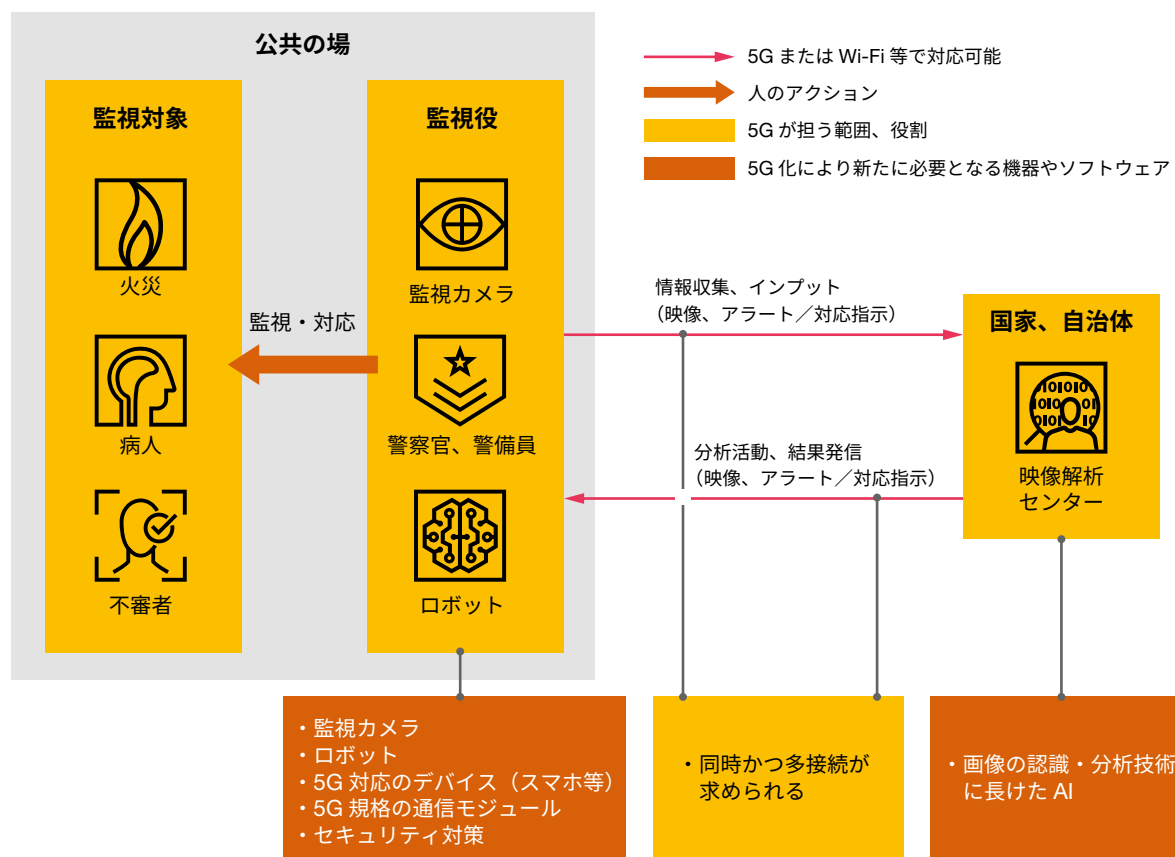 公共の場
監視対象
火災
病人
不審者
監視・対応
監視役
監視カメラ
警察官、警備員
ロボット
5G または Wi-Fi 等で対応可能
人のアクション
5G が担う範囲、役割
5G 化により新たに必要となる機器やソフトウェア
情報収集、インプット
（映像、アラート／対応指示）
分析活動、結果発信
（映像、アラート／対応指示）
国家、自治体
010101
010 01
0101 10
映像解析
センター
・監視カメラ
・ロボット
・5G 対応のデバイス（スマホ等）
・5G 規格の通信モジュール
・セキュリティ対策
・同時かつ多接続が
求められる
・画像の認識・分析技術
に長けた AI